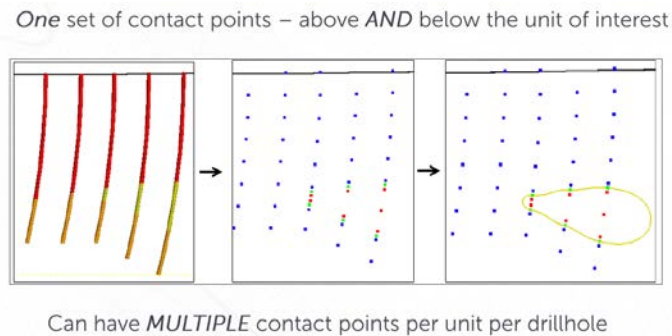 One set of contact points – above AND below the unit of interest
Can have MULTIPLE contact points per unit per drillhole